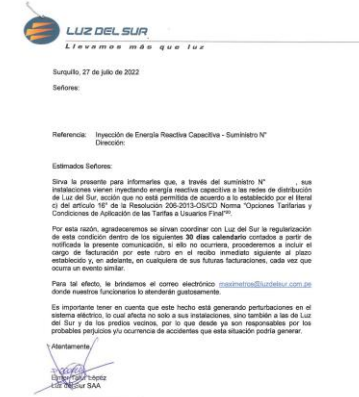 LUZ DEL SUR
Llevamos más que luz
Surquillo, 27 de julio de 2022
Señores:
Referencia: Inyección de Energía Reactiva Capacitiva - Suministro N°
Dirección:
Estimados Señores:
Sirva la presente para informarles que, a través del suministro N° , sus
instalaciones vienen inyectando energía reactiva capacitiva a las redes de distribución
de Luz del Sur, acción que no está permitida de acuerdo a lo establecido por el literal
c) del artículo 16° de la Resolución 206-2013-OS/CD Norma "Opciones Tarifarias y
Condiciones de Aplicación de las Tarifas a Usuarios Final"
Por esta razón, agradeceremos se sirvan coordinar con Luz del Sur la regularización
de esta condición dentro de los siguientes 30 días calendario contados a partir de
notificada la presente comunicación, si ello no ocurriera, procederemos a incluir el
cargo de facturación por este rubro en el recibo inmediato siguiente al plazo
establecido y, en adelante, en cualquiera de sus futuras facturaciones, cada vez que
ocurra un evento similar.
Para tal efecto, le brindamos el correo electrónico maximetros@luzdelsur.com.pe
donde nuestros funcionarios lo atenderán gustosamente.
Es importante tener en cuenta que este hecho está generando perturbaciones en el
sistema eléctrico, lo cual afecta no solo a sus instalaciones, sino también a las de Luz
del Sur y de los predios vecinos, por lo que desde ya son responsables por los
probables perjuicios y/u ocurrencia de accidentes que esta situación podría generar.
Atentamente,
López
Luz del Sur SAA